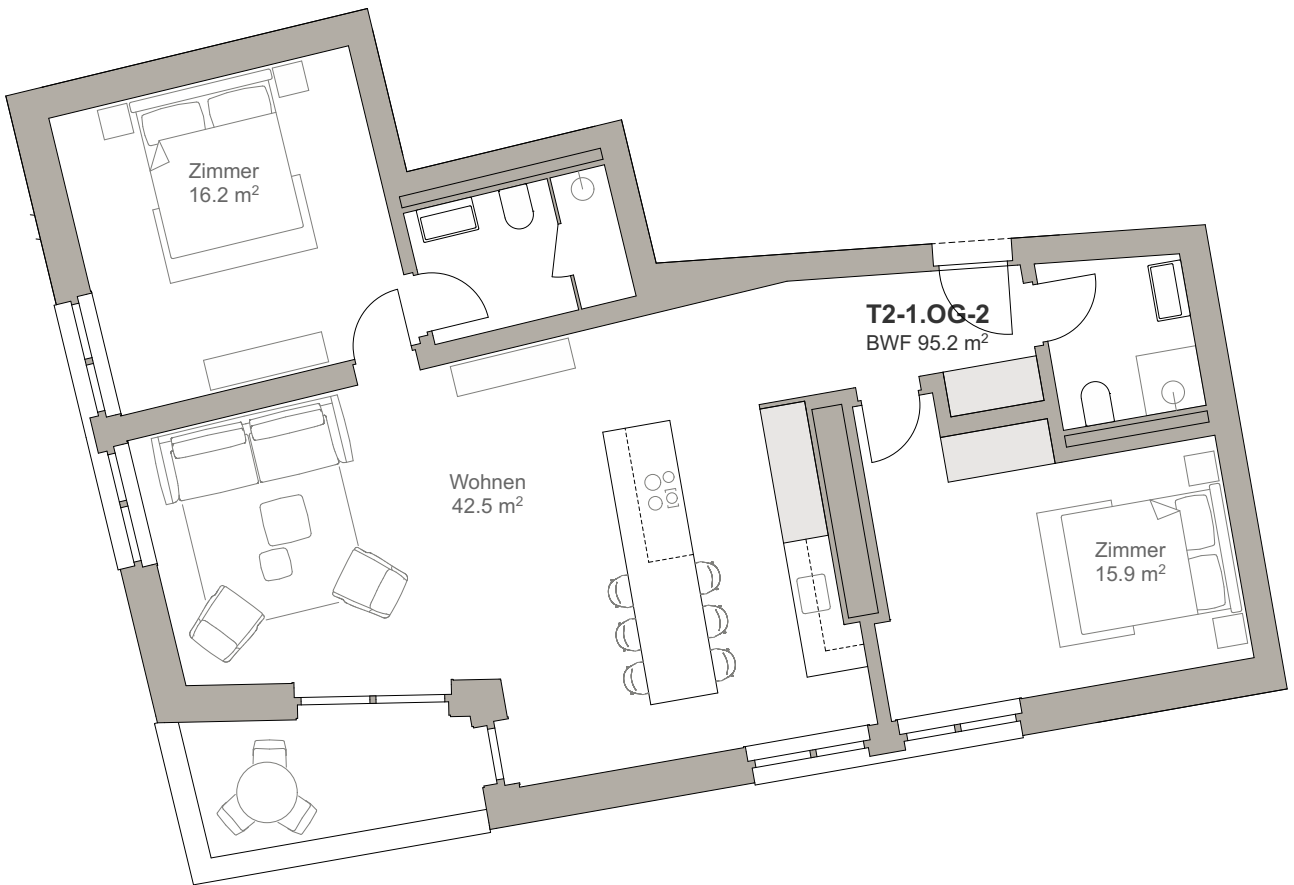 Zimmer
16.2 m²
T2-1.OG-2
BWF 95.2 m²
Wohnen
42.5 m²
Zimmer
15.9 m²